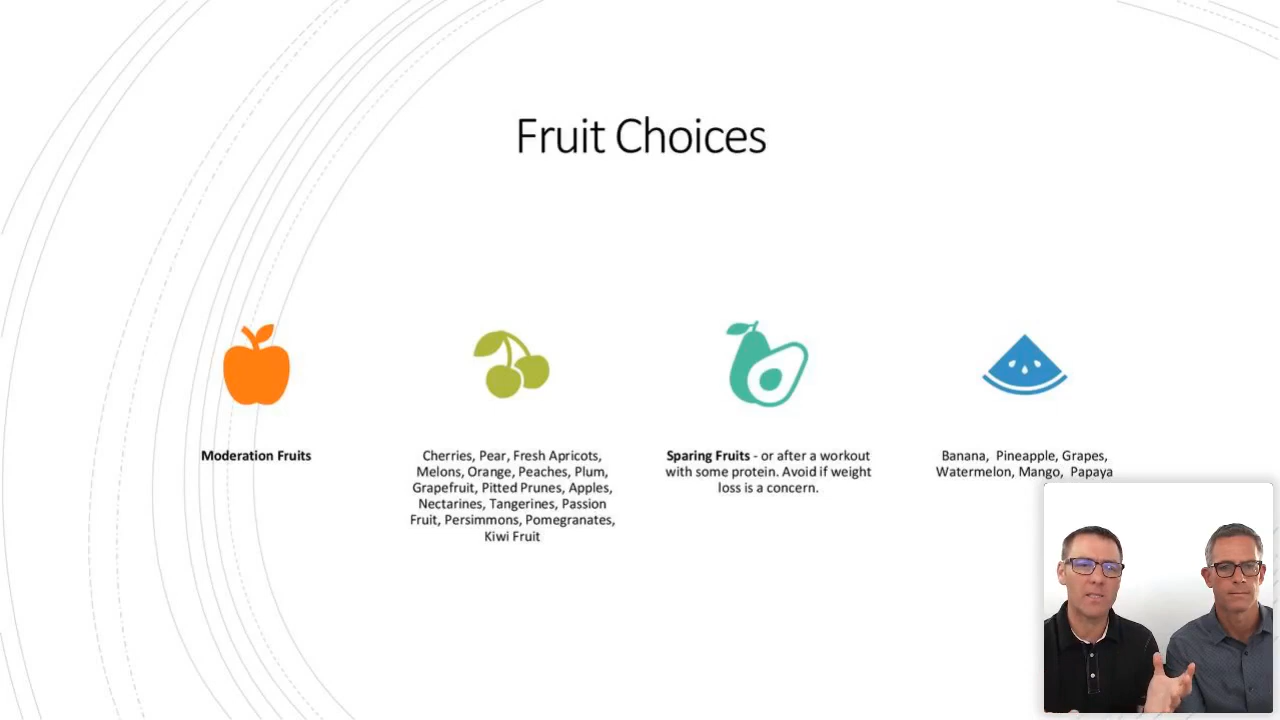 Fruit Choices
Moderation Fruits
Cherries, Pear, Fresh Apricots,
Melons, Orange, Peaches, Plum,
Grapefruit, Pitted Prunes, Apples,
Nectarines, Tangerines, Passion
Fruit, Persimmons, Pomegranates,
Kiwi Fruit
Sparing Fruits - or after a workout
with some protein. Avoid if weight
loss is a concern.
Banana, Pineapple, Grapes,
Watermelon, Mango, Papaya